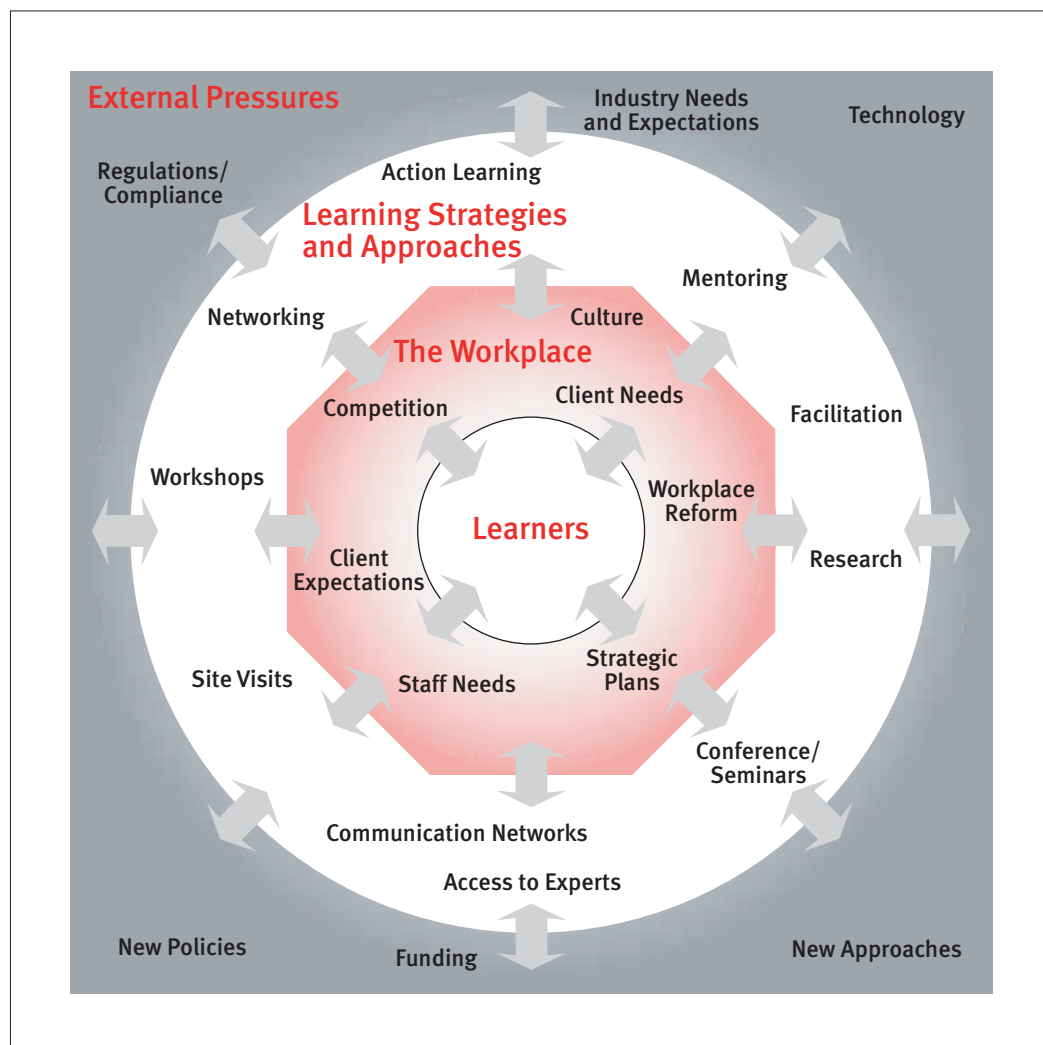 External Pressures
Industry Needs
and Expectations
Technology
Regulations/
Compliance
Action Learning
Learning Strategies
and Approaches
Mentoring
Networking
Culture
The Workplace
Client Needs
Competition
Facilitation
Workshops
Workplace
Reform
Learners
Client
Expectations
Research
Site Visits
Staff Needs
Strategic
Plans
Conference/
Seminars
Communication Networks
Access to Experts
New Policies
Funding
New Approaches